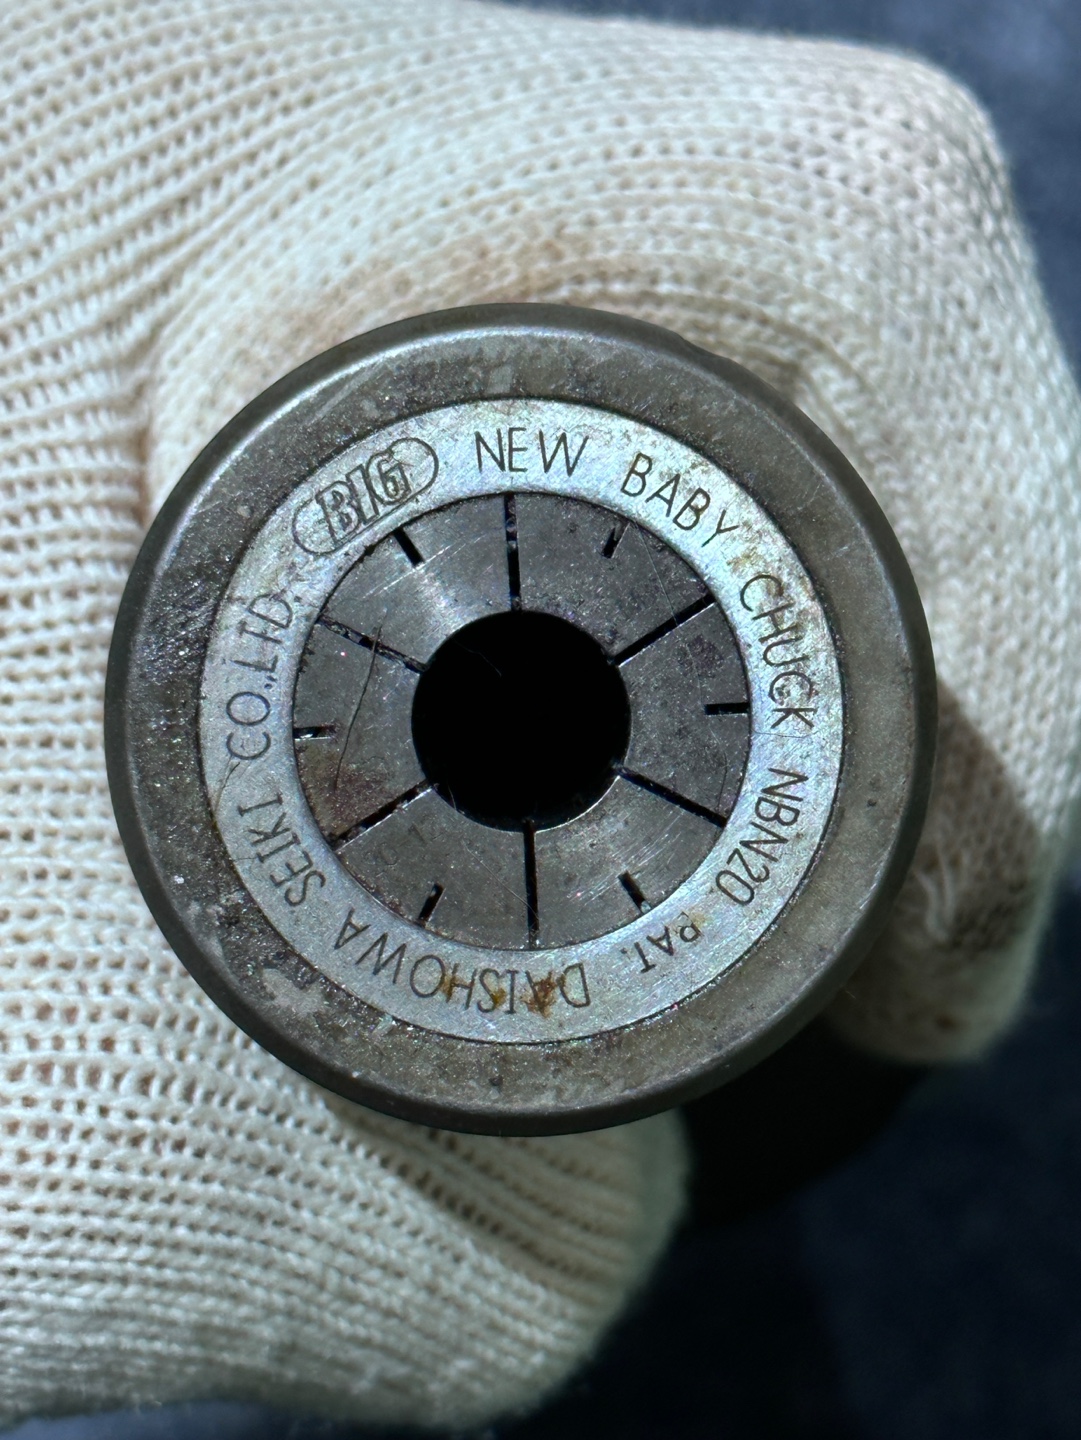 BIG NEW BABY CHUCK NBN20 PAT. DAISHOWA SEIKI CO.,LTD.